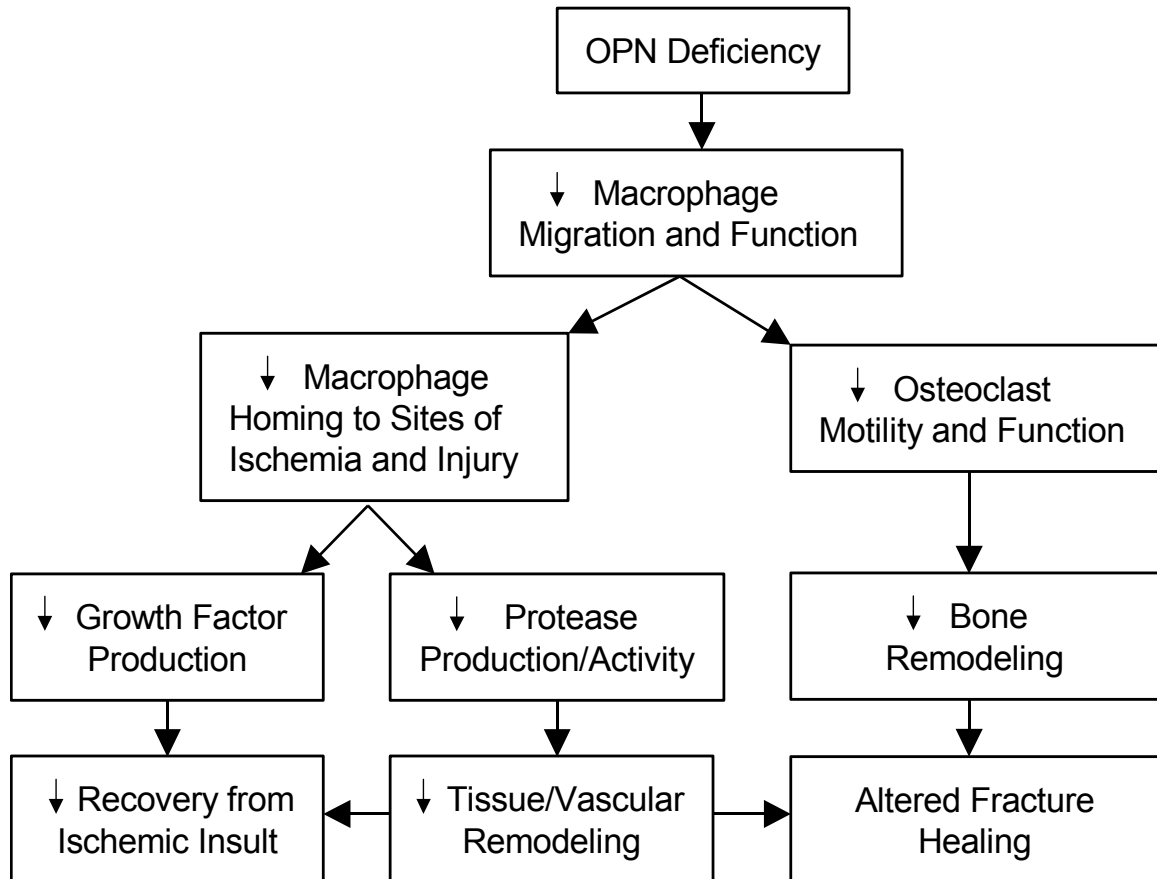 OPN Deficiency
↓ Macrophage
Migration and Function
↓ Macrophage
Homing to Sites of
Ischemia and Injury
↓ Osteoclast
Motility and Function
↓ Growth Factor
Production
↓ Protease
Production/Activity
↓ Bone
Remodeling
↓ Recovery from
Ischemic Insult
↓ Tissue/Vascular
Remodeling
Altered Fracture
Healing